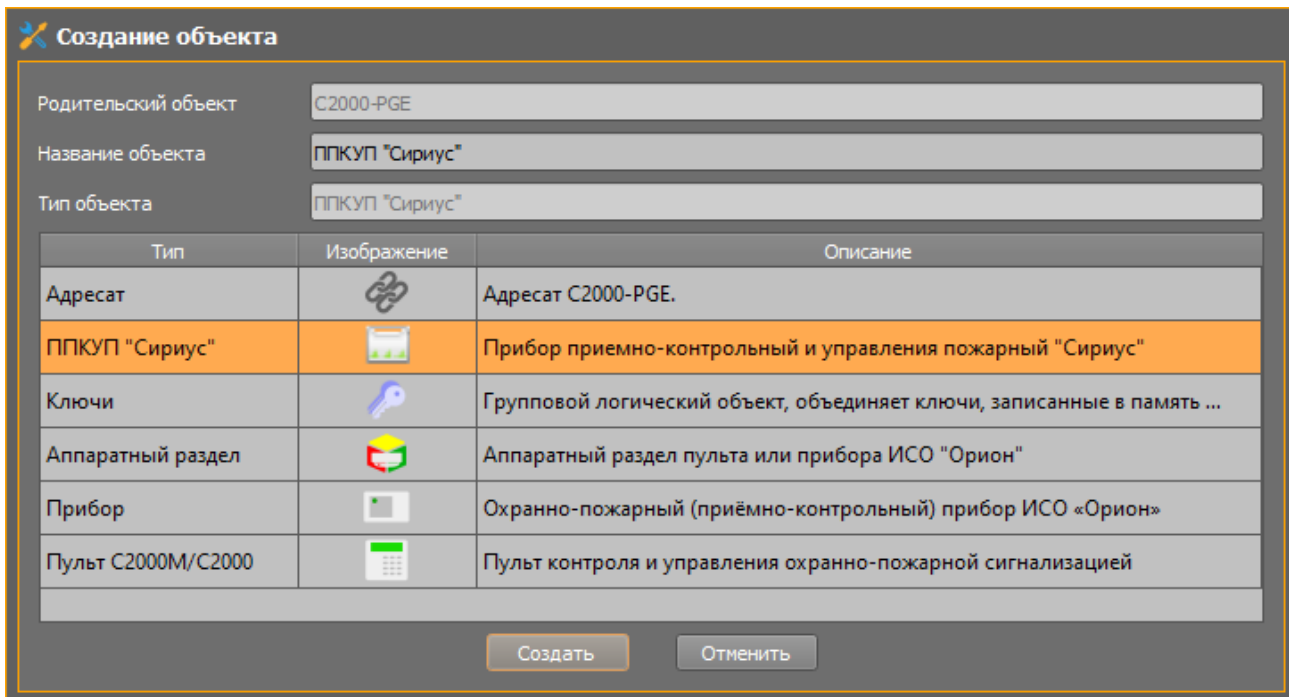 Создание объекта
Родительский объект C2000-PGE
Название объекта ППКУП "Сириус"
Тип объекта ППКУП "Сириус"
Тип Изображение Описание
Адресат Адресат C2000-PGE.
ППКУП "Сириус" Прибор приемно-контрольный и управления пожарный "Сириус"
Ключи Групповой логический объект, объединяет ключи, записанные в память ...
Аппаратный раздел Аппаратный раздел пульта или прибора ИСО "Орион"
Прибор Охранно-пожарный (приёмно-контрольный) прибор ИСО «Орион»
Пульт С2000М/С2000 Пульт контроля и управления охранно-пожарной сигнализацией
Создать Отменить